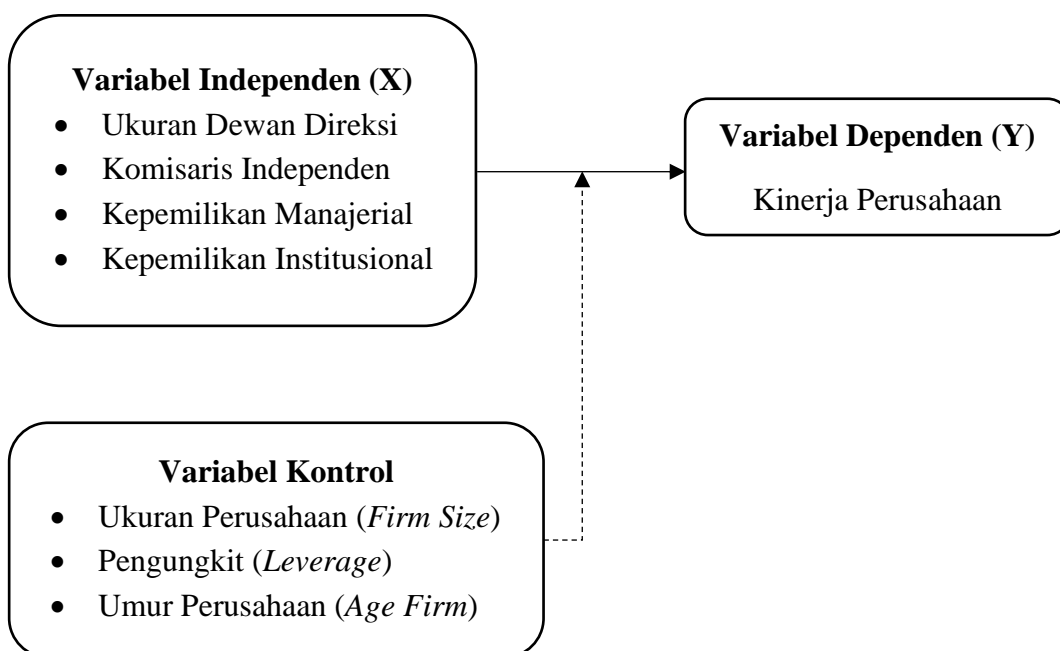 Variabel Independen (X)
• Ukuran Dewan Direksi
• Komisaris Independen
• Kepemilikan Manajerial
• Kepemilikan Institusional
Variabel Dependen (Y)
Kinerja Perusahaan
Variabel Kontrol
• Ukuran Perusahaan (Firm Size)
• Pengungkit (Leverage)
• Umur Perusahaan (Age Firm)